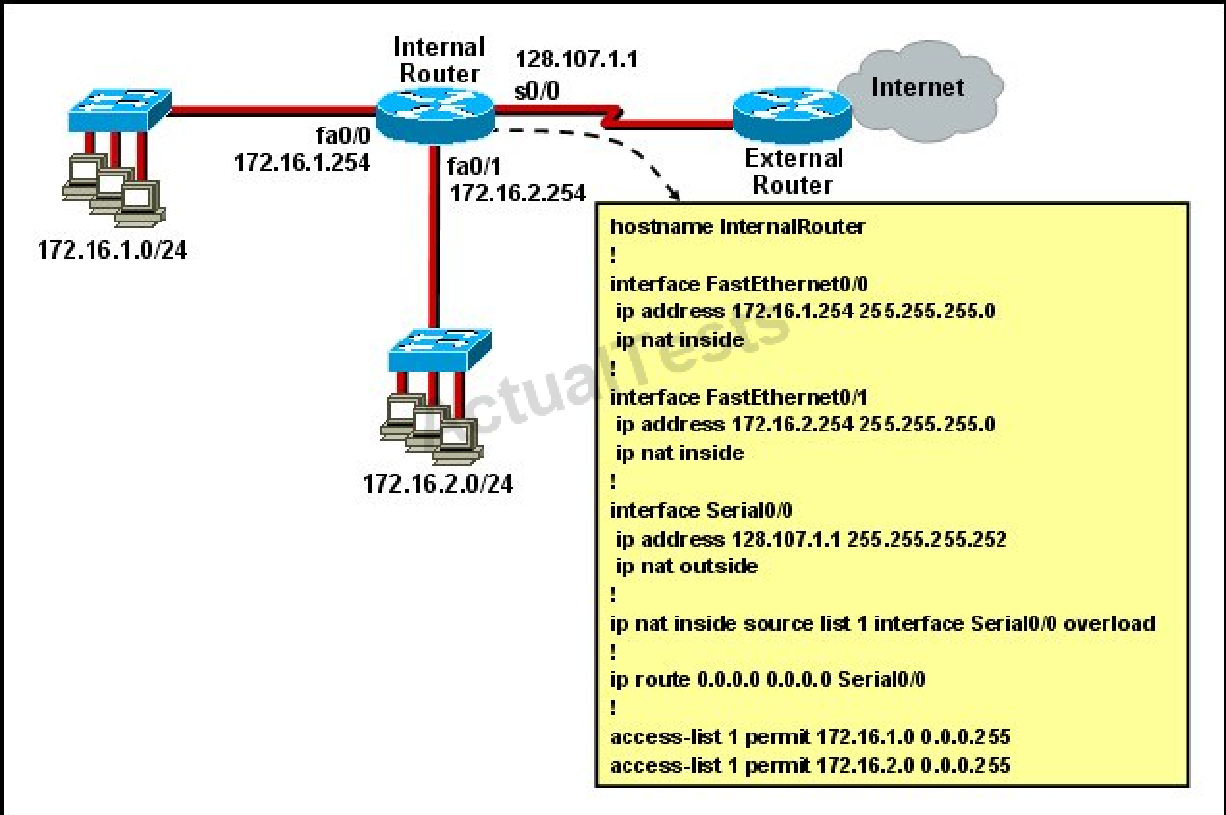 Internal
Router
128.107.1.1
s0/0
Internet
fa0/0
172.16.1.254
fa0/1
172.16.2.254
External
Router
172.16.1.0/24
172.16.2.0/24
ActualTests
hostname InternalRouter
!
interface FastEthernet0/0
ip address 172.16.1.254 255.255.255.0
ip nat inside
!
interface FastEthernet0/1
ip address 172.16.2.254 255.255.255.0
ip nat inside
!
interface Serial0/0
ip address 128.107.1.1 255.255.255.252
ip nat outside
!
ip nat inside source list 1 interface Serial0/0 overload
!
ip route 0.0.0.0 0.0.0.0 Serial0/0
!
access-list 1 permit 172.16.1.0 0.0.0.255
access-list 1 permit 172.16.2.0 0.0.0.255